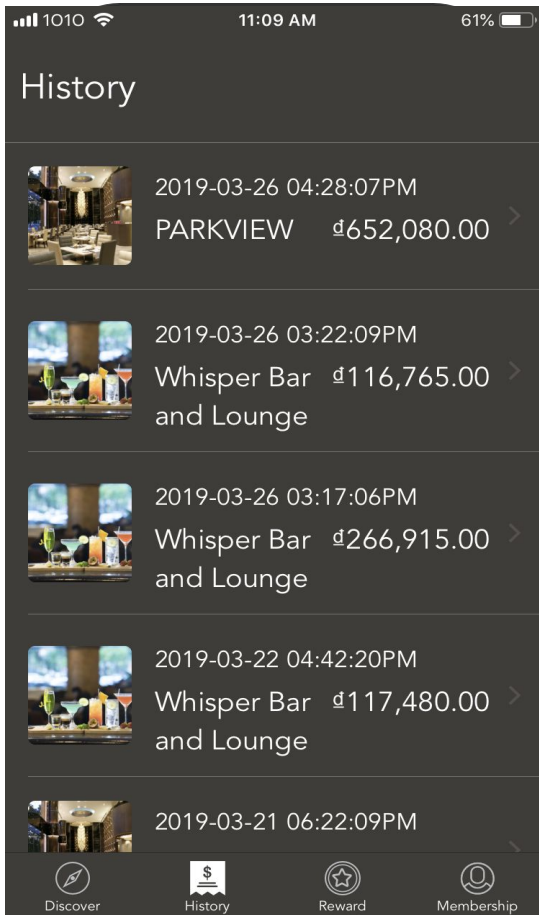 1O1O 11:09 AM 61%
History
2019-03-26 04:28:07PM
PARKVIEW ₫652,080.00
2019-03-26 03:22:09PM
Whisper Bar ₫116,765.00
and Lounge
2019-03-26 03:17:06PM
Whisper Bar ₫266,915.00
and Lounge
2019-03-22 04:42:20PM
Whisper Bar ₫117,480.00
and Lounge
2019-03-21 06:22:09PM
$
Discover History Reward Membership